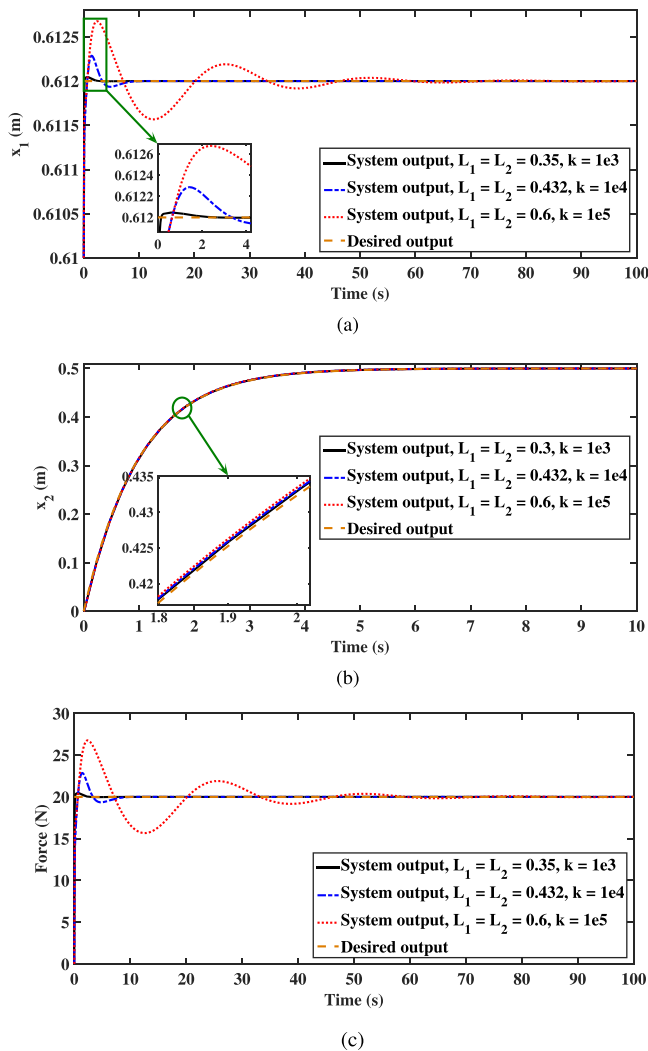 0.6125
0.612
0.6115
0.611
0.6105
0.61
x1 (m)
0.6126
0.6124
0.6122
0.612
2 4
System output, L1 = L2 = 0.35, k = 1e3
System output, L1 = L2 = 0.432, k = 1e4
System output, L1 = L2 = 0.6, k = 1e5
Desired output
0 10 20 30 40 50 60 70 80 90 100
Time (s)
(a)
0.5
0.4
0.3
0.2
0.1
0
x2 (m)
0.435
0.43
0.425
0.42
1.8 1.9 2
System output, L1 = L2 = 0.3, k = 1e3
System output, L1 = L2 = 0.432, k = 1e4
System output, L1 = L2 = 0.6, k = 1e5
Desired output
0 1 2 3 4 5 6 7 8 9 10
Time (s)
(b)
30
25
20
15
10
5
0
Force (N)
System output, L1 = L2 = 0.35, k = 1e3
System output, L1 = L2 = 0.432, k = 1e4
System output, L1 = L2 = 0.6, k = 1e5
Desired output
0 10 20 30 40 50 60 70 80 90 100
Time (s)
(c)